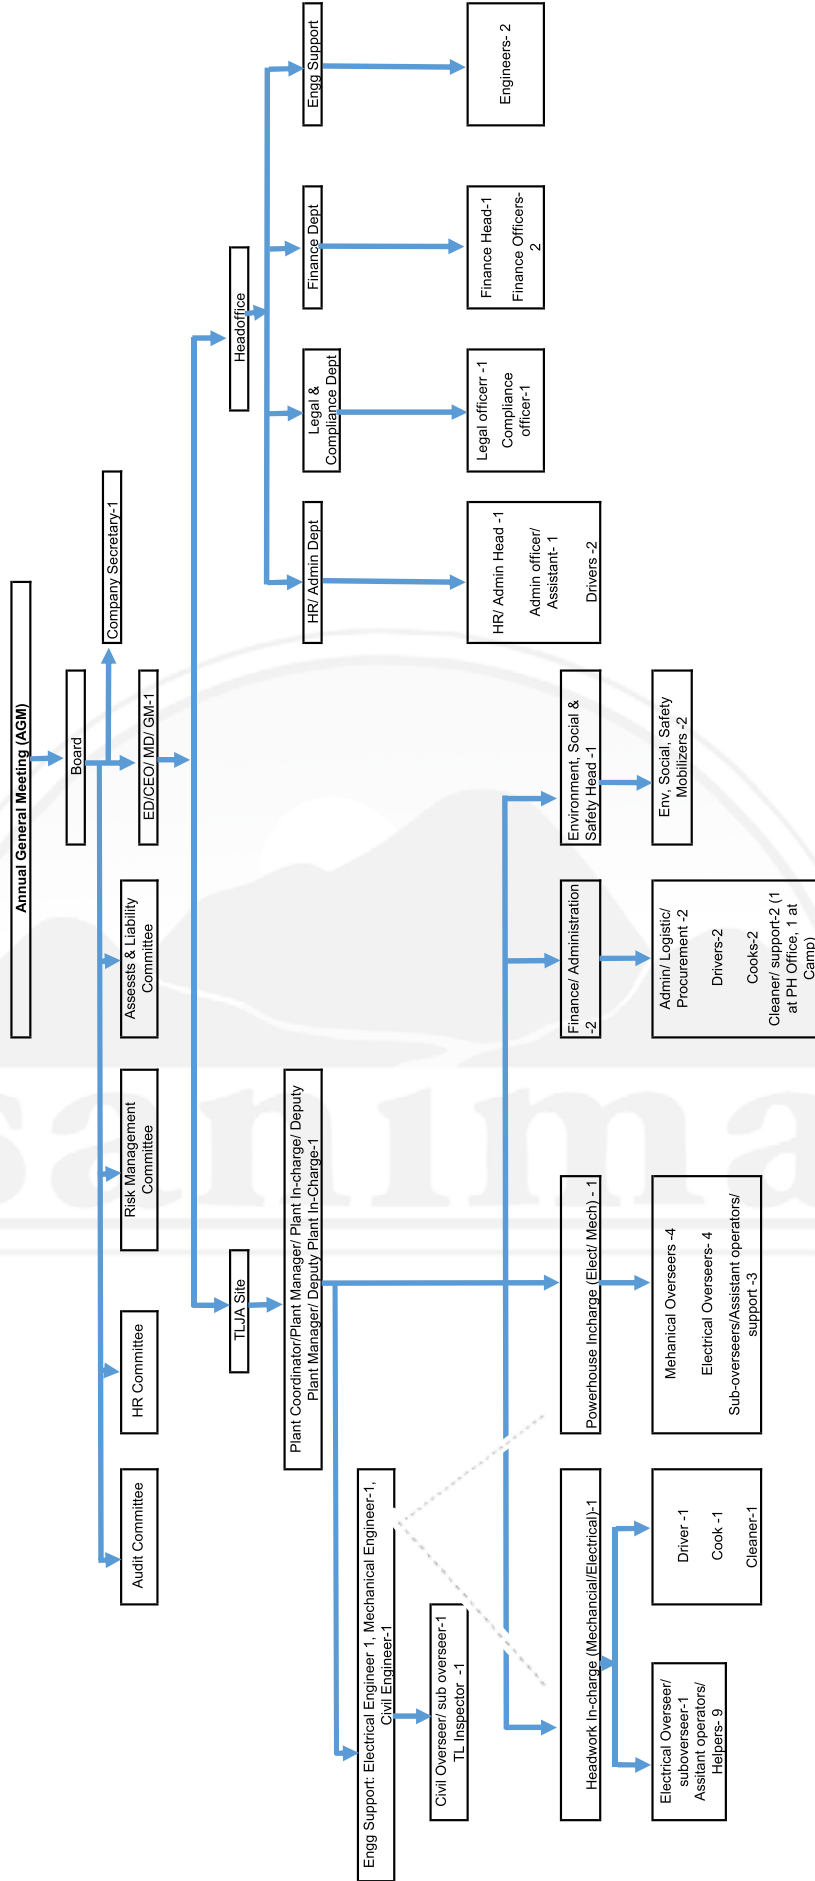 Annual General Meeting (AGM)
Board
Company Secretary-1
Audit Committee
HR Committee
Risk Management
Committee
Assessts & Liability
Committee
ED/CEO/ MD/ GM-1
TLJA Site
Headoffice
Plant Coordinator/Plant Manager/ Plant In-charge/ Deputy
Plant Manager/ Deputy Plant In-Charge-1
HR/ Admin Dept
Legal &
Compliance Dept
Finance Dept
Engg Support
Engg Support: Electrical Engineer 1, Mechanical Engineer-1,
Civil Engineer-1
Civil Overseer/ sub overseer-1
TL Inspector -1
HR/ Admin Head -1
Admin officer/
Assistant- 1
Drivers -2
Legal officerr -1
Compliance
officer-1
Finance Head-1
Finance Officers-
2
Engineers- 2
Headwork In-charge (Mechancial/Electrical)-1
Powerhouse Incharge (Elect/ Mech) - 1
Finance/ Administration
-2
Environment, Social &
Safety Head -1
Electrical Overseer/
suboverseer-1
Assitant operators/
Helpers- 9
Driver -1
Cook -1
Cleaner-1
Mehanical Overseers -4
Electrical Overseers- 4
Sub-overseers/Assistant operators/
support -3
Admin/ Logistic/
Procurement -2
Drivers-2
Cooks-2
Cleaner/ support-2 (1
at PH Office, 1 at
Camp)
Env, Social, Safety
Mobilizers -2
sanima